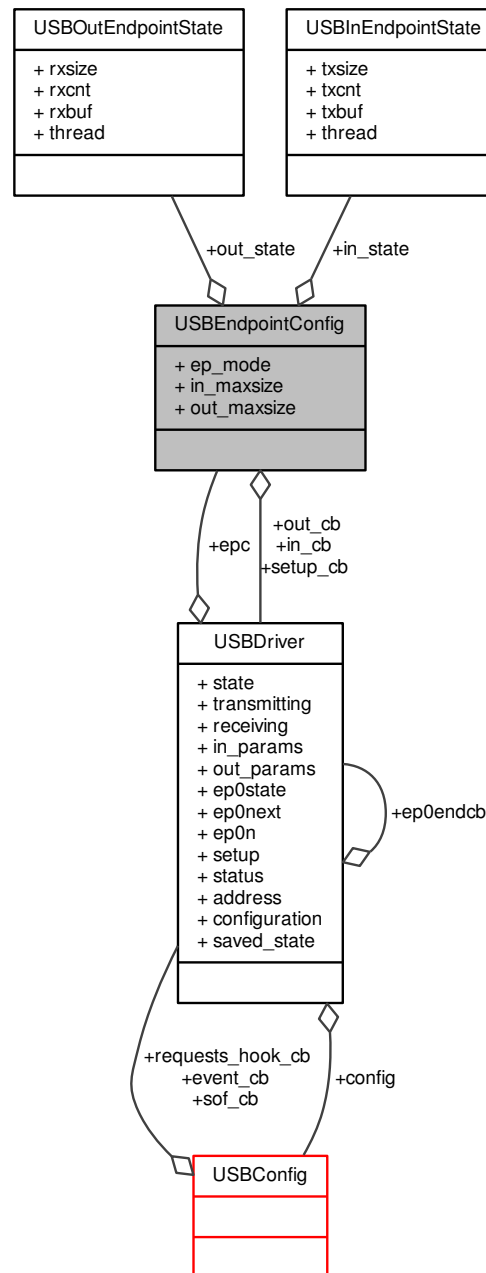 USBOutEndpointState
+ rxsize
+ rxcnt
+ rxbuf
+ thread
USBInEndpointState
+ txsize
+ txcnt
+ txbuf
+ thread
+out_state
+in_state
USBEndpointConfig
+ ep_mode
+ in_maxsize
+ out_maxsize
+epc
+out_cb
+in_cb
+setup_cb
USBDriver
+ state
+ transmitting
+ receiving
+ in_params
+ out_params
+ ep0state
+ ep0next
+ ep0n
+ setup
+ status
+ address
+ configuration
+ saved_state
+ep0endcb
+requests_hook_cb
+event_cb
+sof_cb
+config
USBConfig